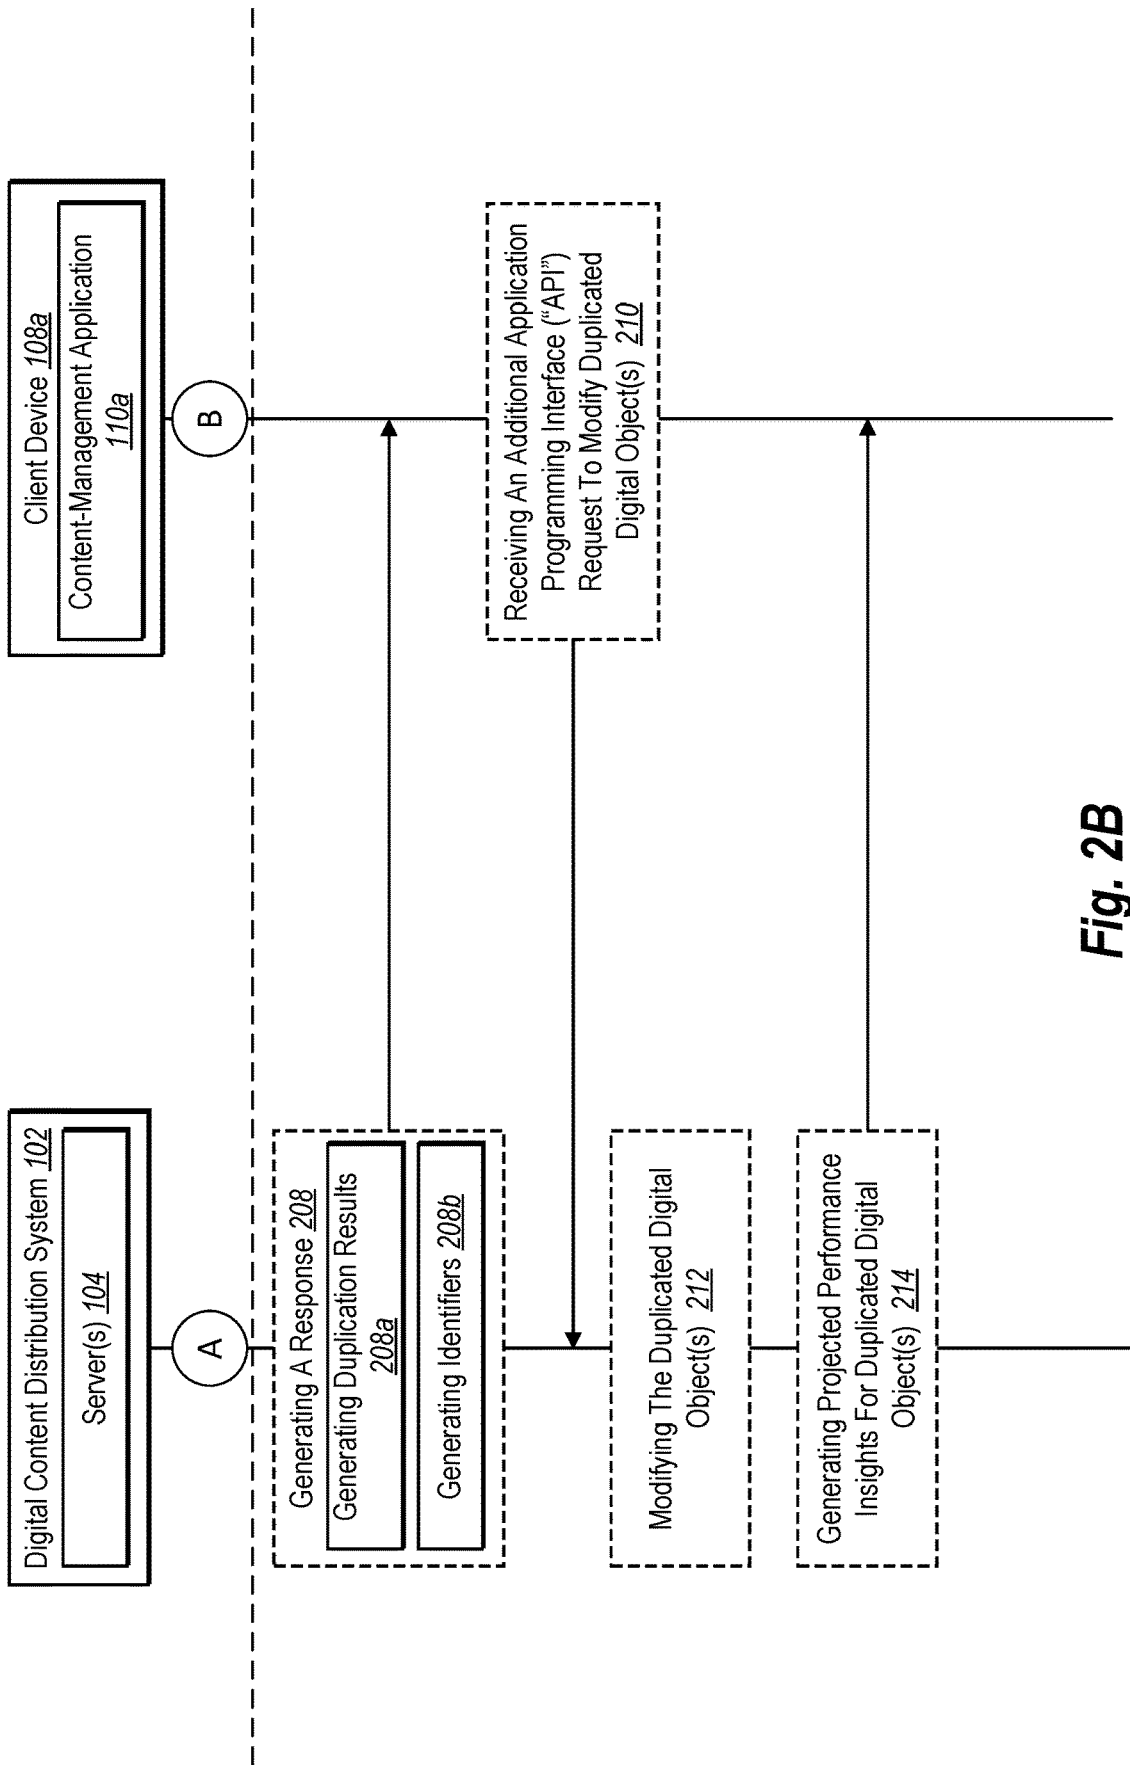 Digital Content Distribution System 102
Server(s) 104
Client Device 108a
Content-Management Application
110a
A
B
Generating A Response 208
Generating Duplication Results
208a
Generating Identifiers 208b
Receiving An Additional Application
Programming Interface (“API”)
Request To Modify Duplicated
Digital Object(s) 210
Modifying The Duplicated Digital
Object(s) 212
Generating Projected Performance
Insights For Duplicated Digital
Object(s) 214
Fig. 2B